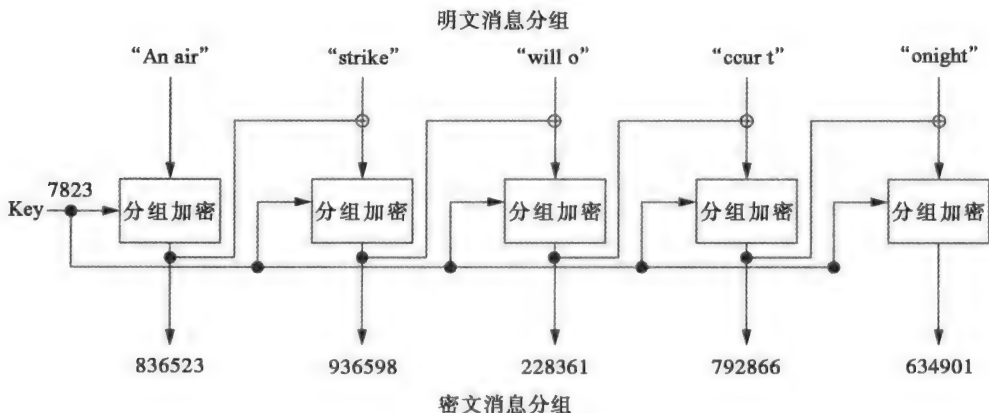 明文消息分组
“An air” “strike” “will o” “ccur t” “onight”
7823
Key
分组加密 分组加密 分组加密 分组加密 分组加密
836523 936598 228361 792866 634901
密文消息分组